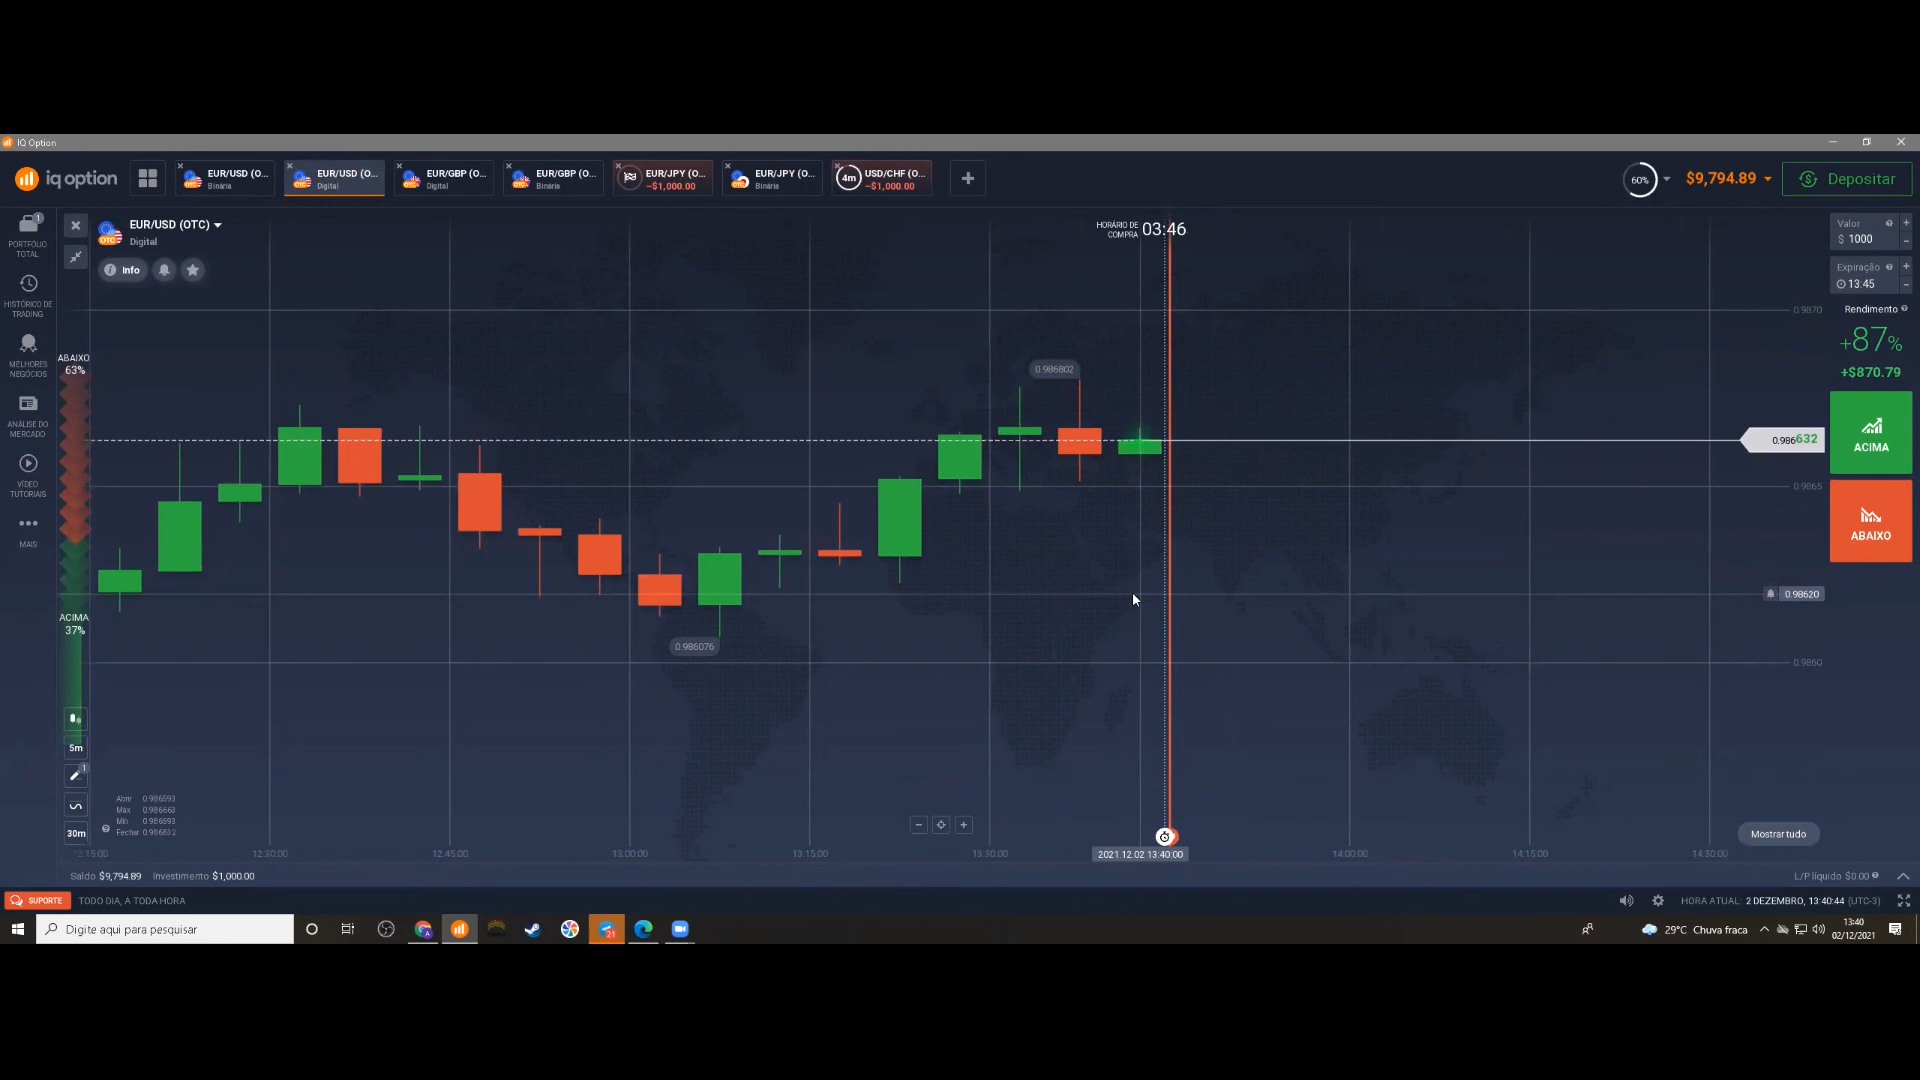 IQ Option
iq option
EUR/USD (O...
Binária
EUR/USD (O...
Digital
EUR/GBP (O...
Digital
EUR/GBP (O...
Binária
EUR/JPY (O...
−$1,000.00
EUR/JPY (O...
Binária
4m
USD/CHF (O...
−$1,000.00
60%
$9,794.89
Depositar
PORTFÓLIO
TOTAL
1
HISTÓRICO DE
TRADING
MELHORES
NEGÓCIOS
ANÁLISE DO
MERCADO
VÍDEO
TUTORIAIS
MAIS
EUR/USD (OTC)
Digital
OTC
Info
ABAIXO
63%
ACIMA
37%
HORÁRIO DE
COMPRA
03:46
0.986802
0.986076
0.9870
0.986632
0.9865
0.98620
0.9860
Valor
$ 1000
Expiração
13:45
Rendimento
+87%
+$870.79
ACIMA
ABAIXO
5m
1
30m
Abrir 0.986593
Máx 0.986663
Mín 0.986593
Fechar 0.986632
Mostrar tudo
12:15:00
12:30:00
12:45:00
13:00:00
13:15:00
13:30:00
2021.12.02 13:40:00
14:00:00
14:15:00
14:30:00
Saldo $9,794.89
Investimento $1,000.00
L/P líquido $0.00
SUPORTE
TODO DIA, A TODA HORA
HORA ATUAL: 2 DEZEMBRO, 13:40:44 (UTC-3)
Digite aqui para pesquisar
21
29°C Chuva fraca
13:40
02/12/2021